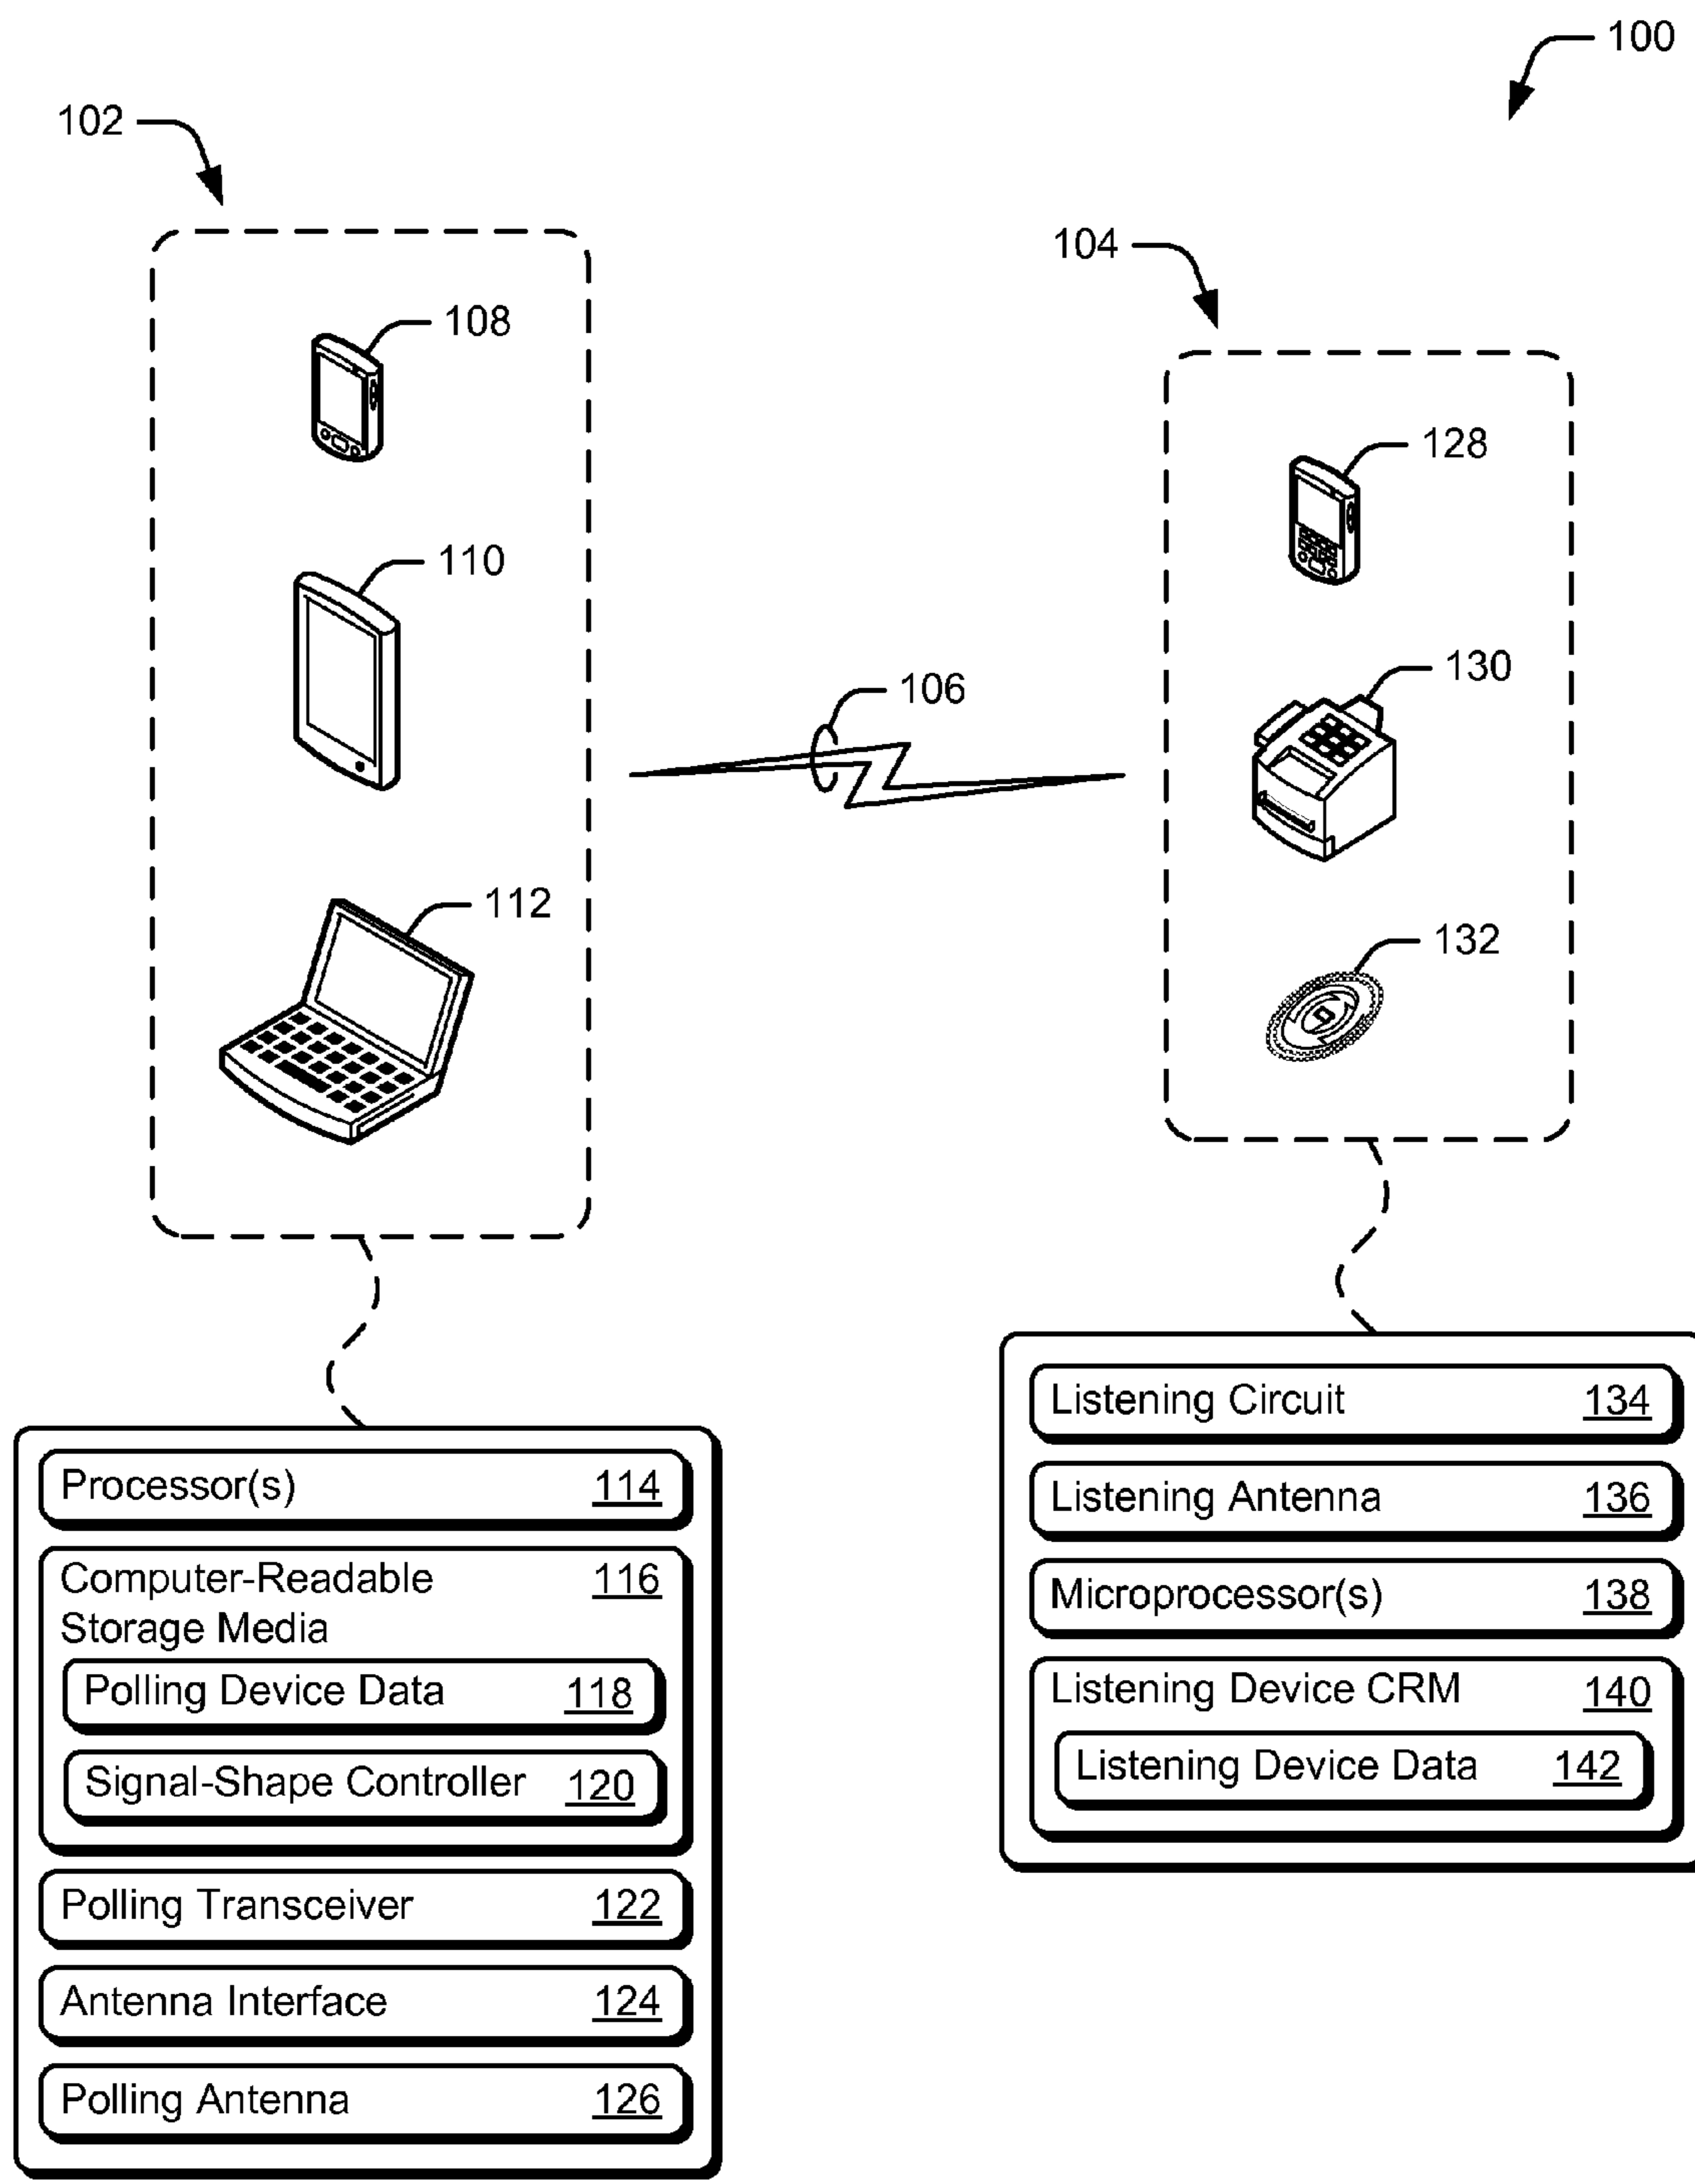 100
102
104
108
128
110
130
106
112
132
Processor(s) 114
Computer-Readable 116
Storage Media
Polling Device Data 118
Signal-Shape Controller 120
Polling Transceiver 122
Antenna Interface 124
Polling Antenna 126
Listening Circuit 134
Listening Antenna 136
Microprocessor(s) 138
Listening Device CRM 140
Listening Device Data 142